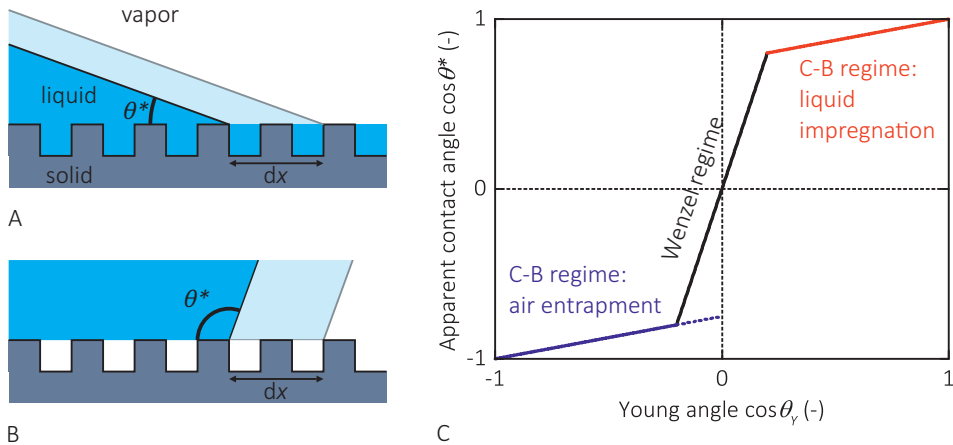 A
vapor
liquid
θ*
solid
dx
A
θ*
dx
B
Apparent contact angle cosθ* (-)
1
0
-1
C-B regime:
liquid
impregnation
Wenzel regime
C-B regime:
air entrapment
-1
0
1
Young angle cosθY (-)
C